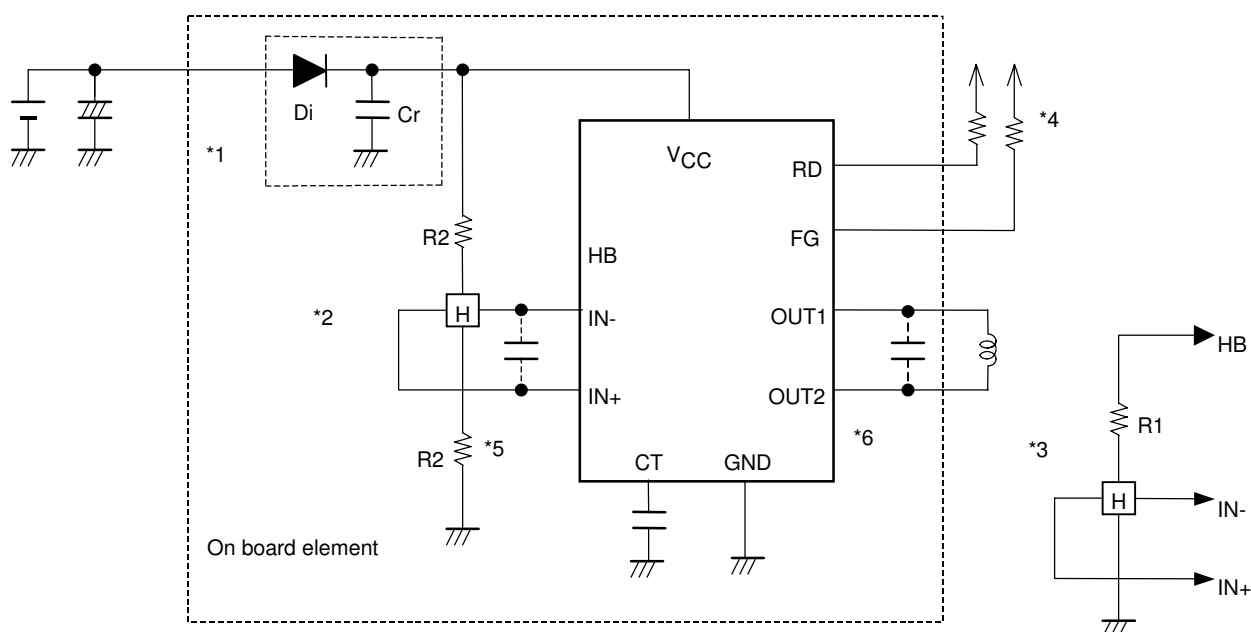 Di
Cr
*1
*4
VCC
RD
R2
FG
HB
*2
H
IN-
OUT1
HB
IN+
OUT2
R1
R2
*5
*6
*3
CT
GND
H
IN-
On board element
IN+